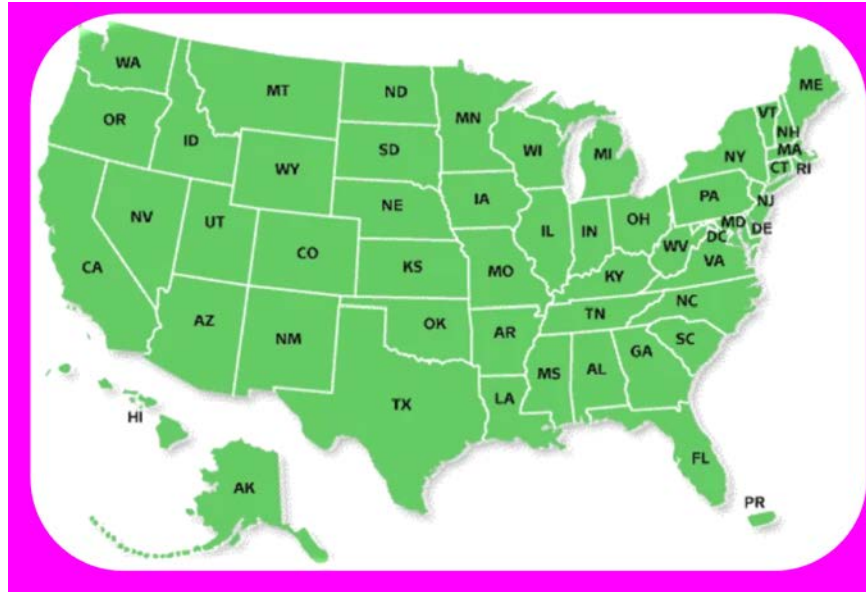 WA
MT
ND
MN
ME
VT
NH
OR
ID
SD
WI
MI
NY
MA
CT RI
WY
NE
IA
PA
NJ
NV
UT
CO
IL
IN
OH
MD
DE
DC
WV
CA
KS
MO
KY
VA
AZ
NM
OK
AR
TN
NC
SC
MS
AL
GA
TX
LA
HI
AK
FL
PR